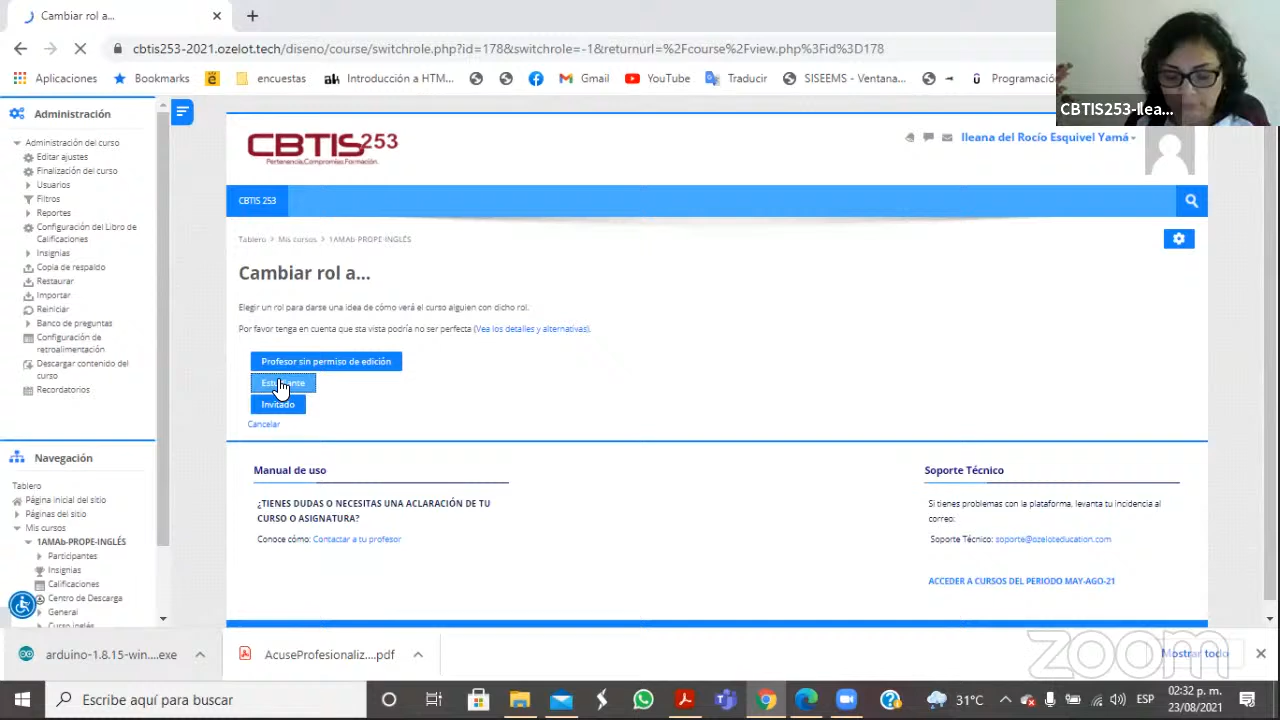 Cambiar rol a...
cbtis253-2021.ozelot.tech/diseno/course/switchrole.php?id=178&switchrole=-1&returnurl=%2Fcourse%2Fview.php%3Fid%3D178
Aplicaciones
Bookmarks
encuestas
Introducción a HTM...
Gmail
YouTube
Traducir
SISEEMS - Ventana...
Programació
CBTIS253-Ilea...
Administración
Administración del curso
Editar ajustes
Finalización del curso
Usuarios
Filtros
Reportes
Configuración del Libro de
Calificaciones
Insignias
Copia de respaldo
Restaurar
Importar
Reiniciar
Banco de preguntas
Configuración de
retroalimentación
Descargar contenido del
curso
Recordatorios
Navegación
Tablero
Página inicial del sitio
Páginas del sitio
Mis cursos
1AMAb-PROPE-INGLÉS
Participantes
Insignias
Calificaciones
Centro de Descarga
General
Curso inglés
CBTIS253
Pertenencia,Compromiso,Formación.
Ileana del Rocío Esquivel Yamá
CBTIS 253
Tablero > Mis cursos > 1AMAb-PROPE-INGLÉS
Cambiar rol a...
Elegir un rol para darse una idea de cómo verá el curso alguien con dicho rol.
Por favor tenga en cuenta que sta vista podría no ser perfecta (Vea los detalles y alternativas).
Profesor sin permiso de edición
Estudiante
Invitado
Cancelar
Manual de uso
¿TIENES DUDAS O NECESITAS UNA ACLARACIÓN DE TU
CURSO O ASIGNATURA?
Conoce cómo: Contactar a tu profesor
Soporte Técnico
Si tienes problemas con la plataforma, levanta tu incidencia al
correo:
Soporte Técnico: soporte@ozeloteducation.com
ACCEDER A CURSOS DEL PERIODO MAY-AGO-21
arduino-1.8.15-win....exe
AcuseProfesionaliz....pdf
Mostrar todo
zoom
Escribe aquí para buscar
31°C
ESP
02:32 p. m.
23/08/2021